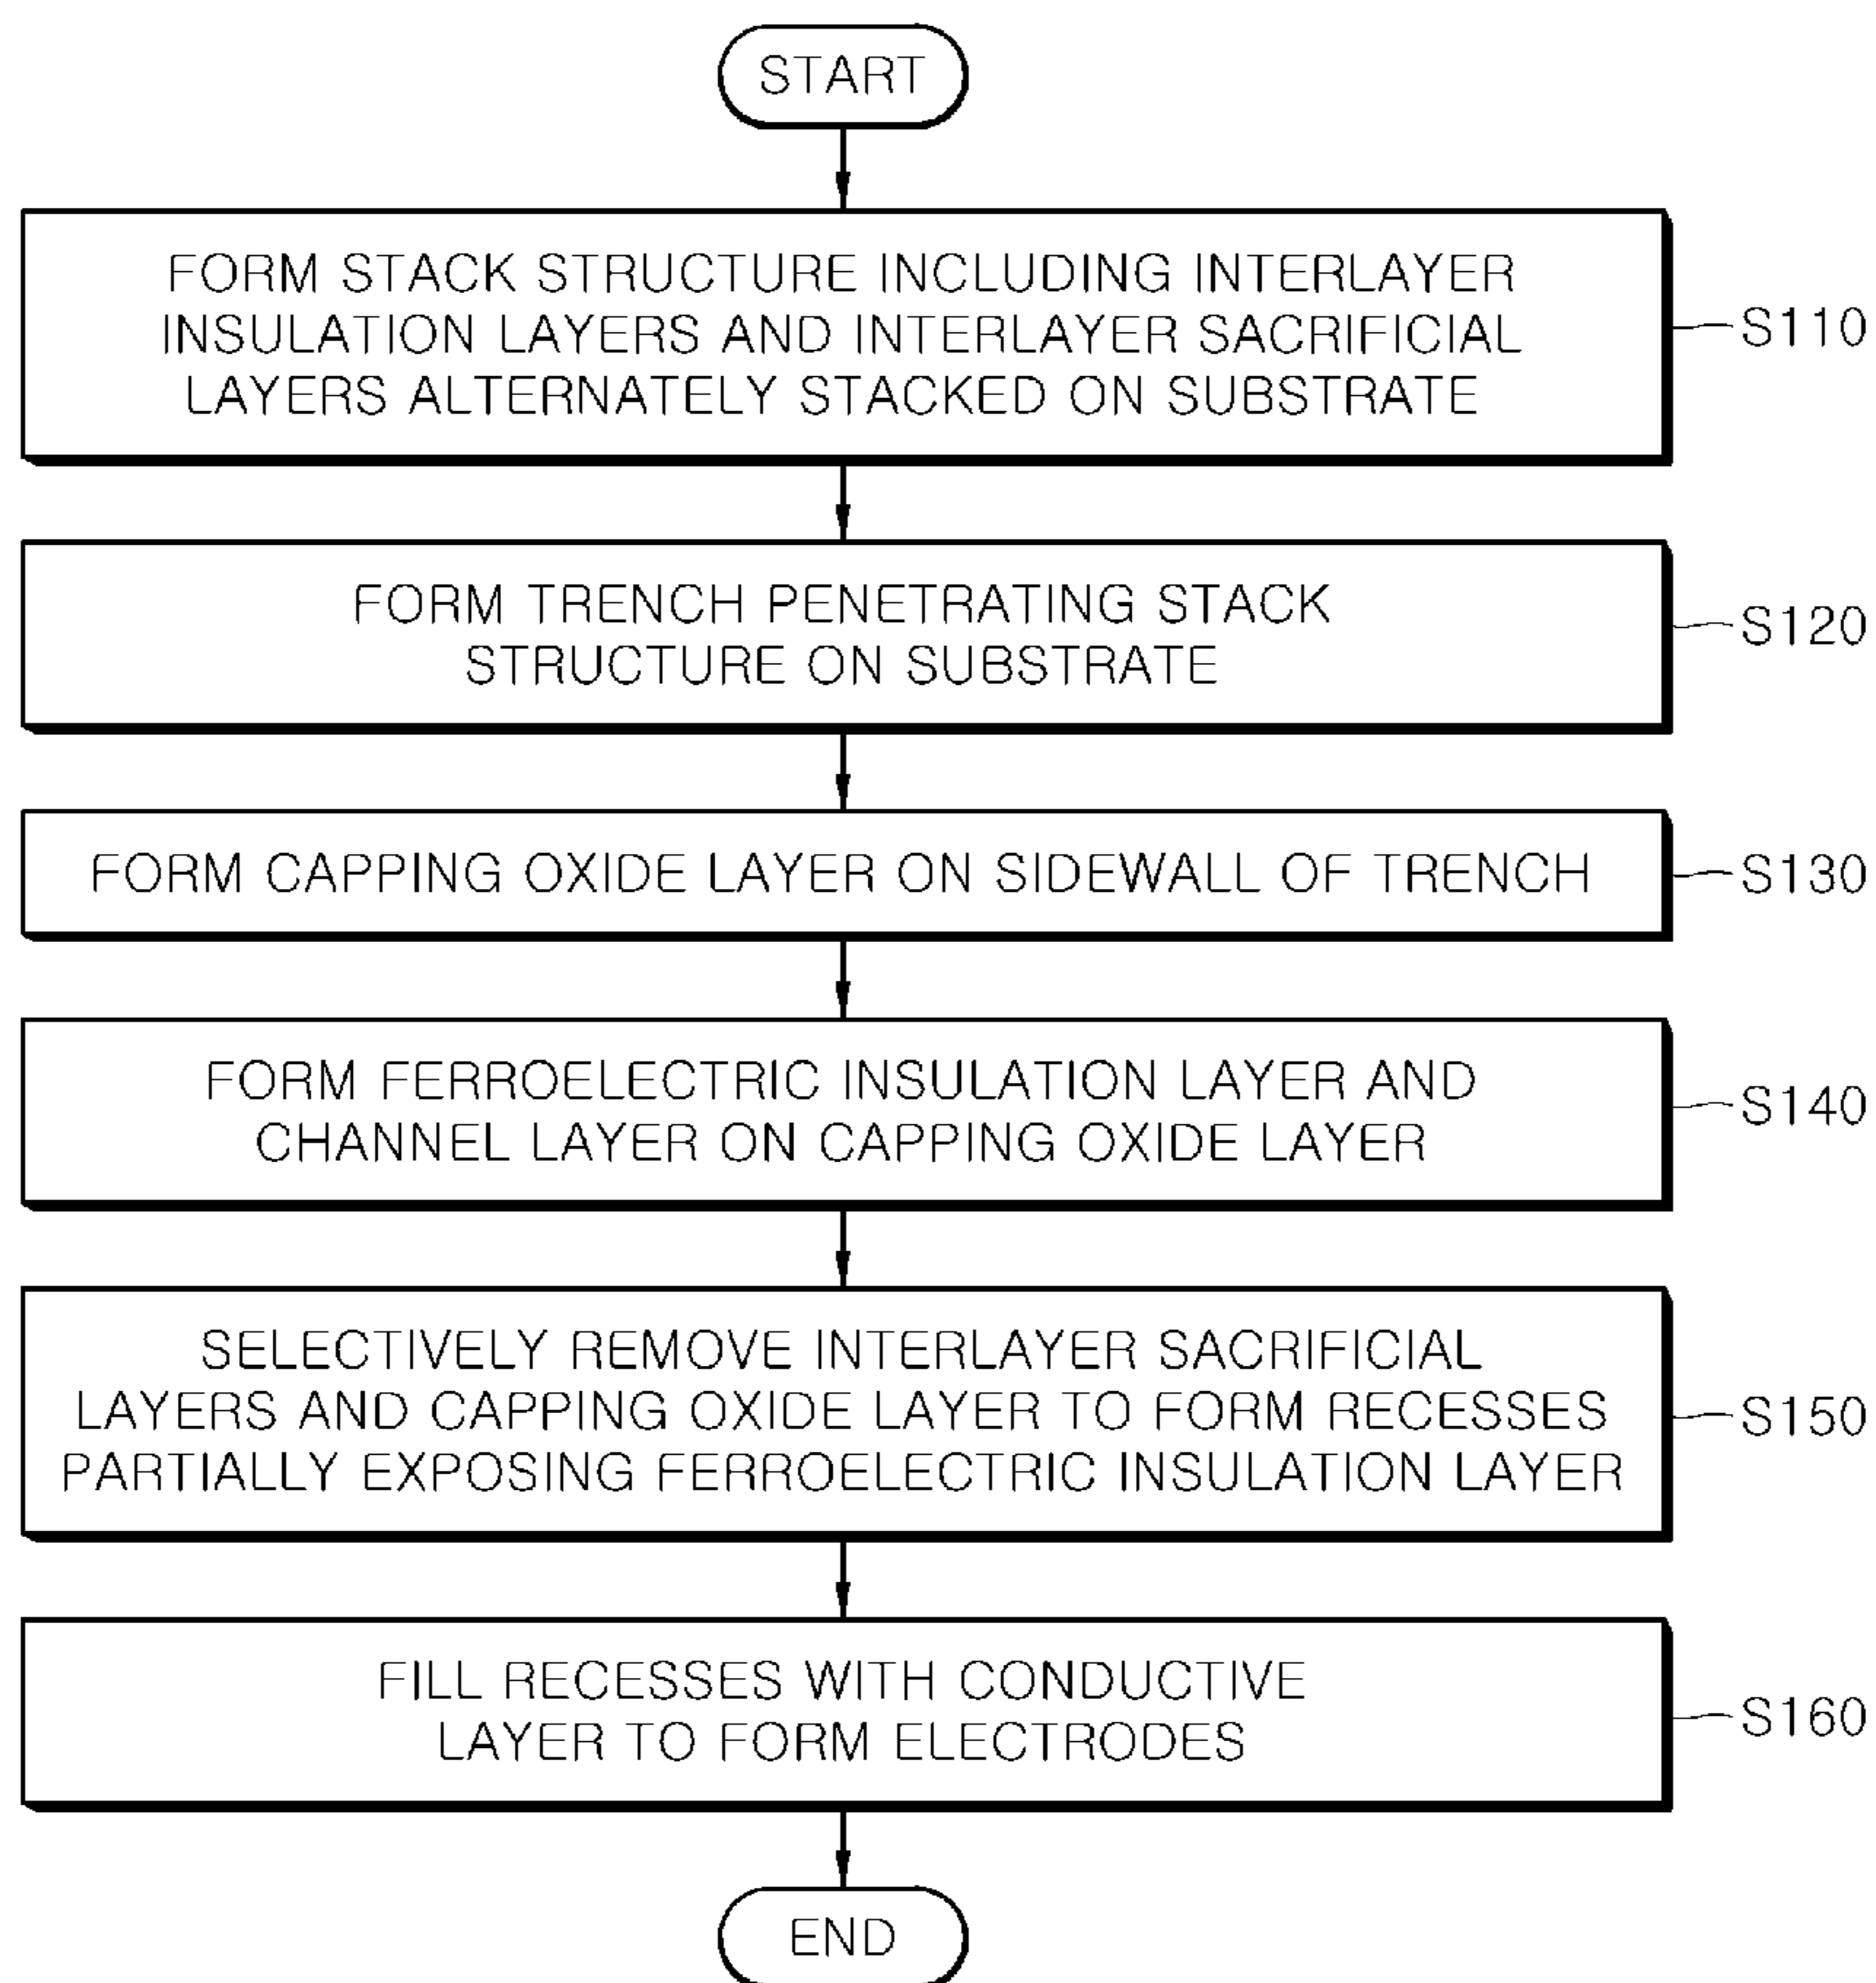 START
FORM STACK STRUCTURE INCLUDING INTERLAYER
INSULATION LAYERS AND INTERLAYER SACRIFICIAL
LAYERS ALTERNATELY STACKED ON SUBSTRATE
S110
FORM TRENCH PENETRATING STACK
STRUCTURE ON SUBSTRATE
S120
FORM CAPPING OXIDE LAYER ON SIDEWALL OF TRENCH
S130
FORM FERROELECTRIC INSULATION LAYER AND
CHANNEL LAYER ON CAPPING OXIDE LAYER
S140
SELECTIVELY REMOVE INTERLAYER SACRIFICIAL
LAYERS AND CAPPING OXIDE LAYER TO FORM RECESSES
PARTIALLY EXPOSING FERROELECTRIC INSULATION LAYER
S150
FILL RECESSES WITH CONDUCTIVE
LAYER TO FORM ELECTRODES
S160
END